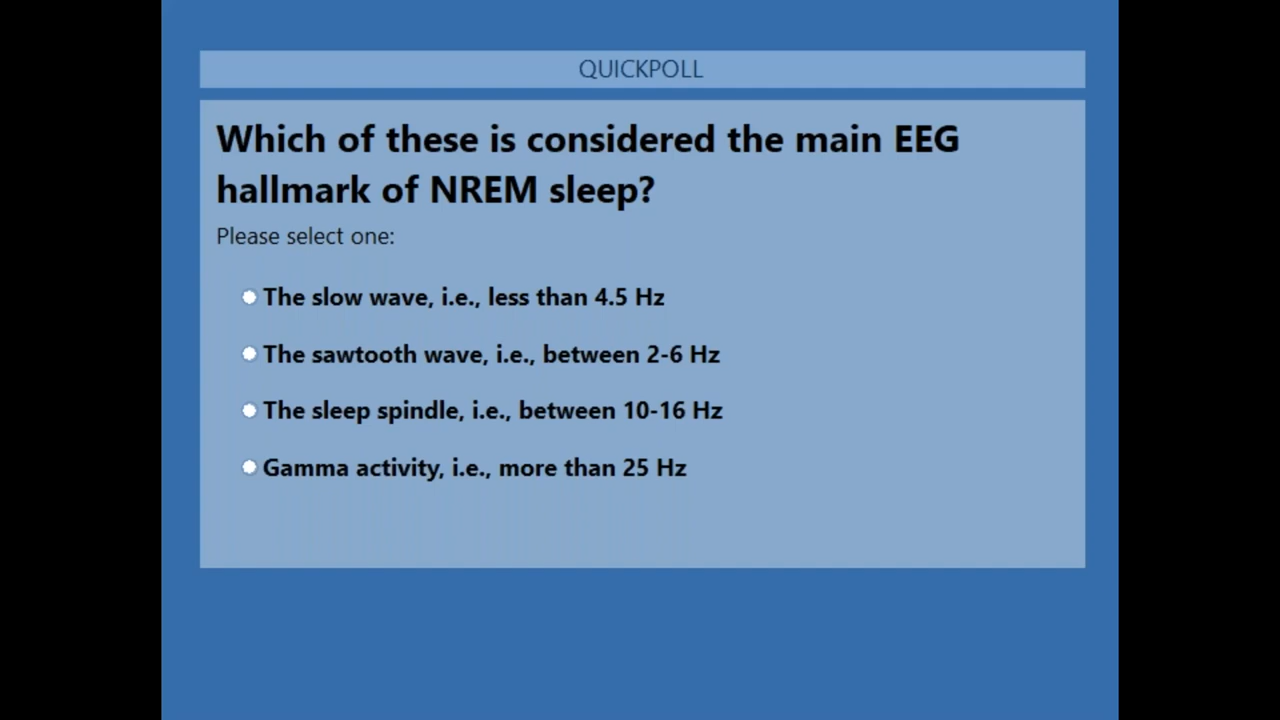 QUICKPOLL
Which of these is considered the main EEG
hallmark of NREM sleep?
Please select one:
The slow wave, i.e., less than 4.5 Hz
The sawtooth wave, i.e., between 2-6 Hz
The sleep spindle, i.e., between 10-16 Hz
Gamma activity, i.e., more than 25 Hz